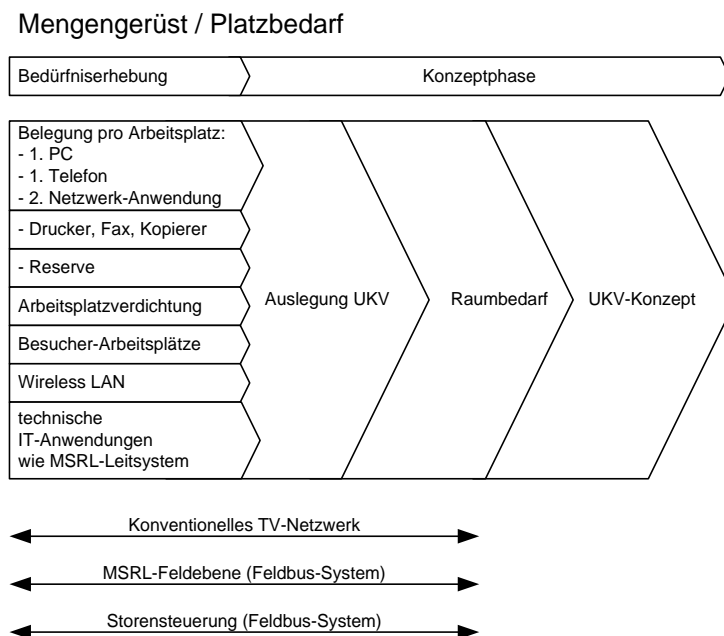 Mengengerüst / Platzbedarf
Bedürfniserhebung
Konzeptphase
Belegung pro Arbeitsplatz:
- 1. PC
- 1. Telefon
- 2. Netzwerk-Anwendung
- Drucker, Fax, Kopierer
- Reserve
Arbeitsplatzverdichtung
Besucher-Arbeitsplätze
Wireless LAN
technische
IT-Anwendungen
wie MSRL-Leitsystem
Auslegung UKV
Raumbedarf
UKV-Konzept
Konventionelles TV-Netzwerk
MSRL-Feldebene (Feldbus-System)
Storensteuerung (Feldbus-System)